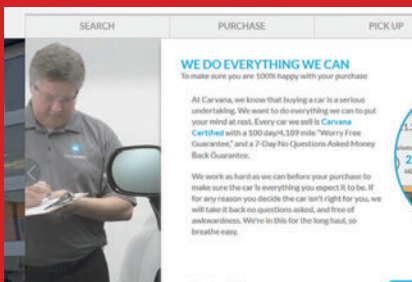 SEARCH PURCHASE PICK UP
WE DO EVERYTHING WE CAN
To make sure you are 100% happy with your purchase
At Carvana, we know that buying a car is a serious
undertaking. We want to do everything we can to put
your mind at rest. Every car we sell is Carvana
Certified with a 100 day/4,189 mile "Worry Free
Guarantee," and a 7-Day No Questions Asked Money
Back Guarantee.
We work as hard as we can before your purchase to
make sure the car is everything you expect it to be. If
for any reason you decide the car isn't right for you, we
will take it back no questions asked, and free of
awkwardness. We're in this for the long haul, so
breathe easy.